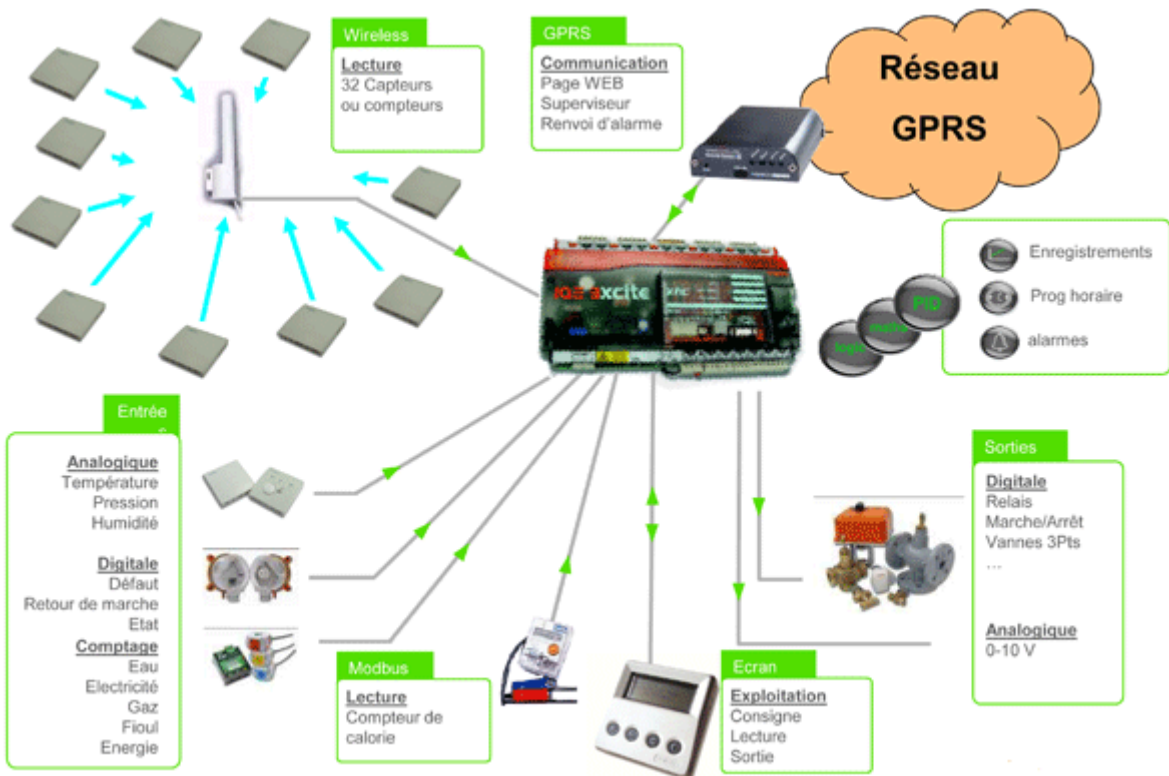 Wireless
Lecture
32 Capteurs
ou compteurs
GPRS
Communication
Page WEB
Superviseur
Renvoi d'alarme
Réseau
GPRS
Enregistrements
Prog horaire
alarmes
PID
maths
logic
IQ3 excite
Entrée
s
Analogique
Température
Pression
Humidité
Digitale
Défaut
Retour de marche
Etat
Comptage
Eau
Electricité
Gaz
Fioul
Energie
Modbus
Lecture
Compteur de
calorie
Ecran
Exploitation
Consigne
Lecture
Sortie
Sorties
Digitale
Relais
Marche/Arrêt
Vannes 3Pts
...
Analogique
0-10 V